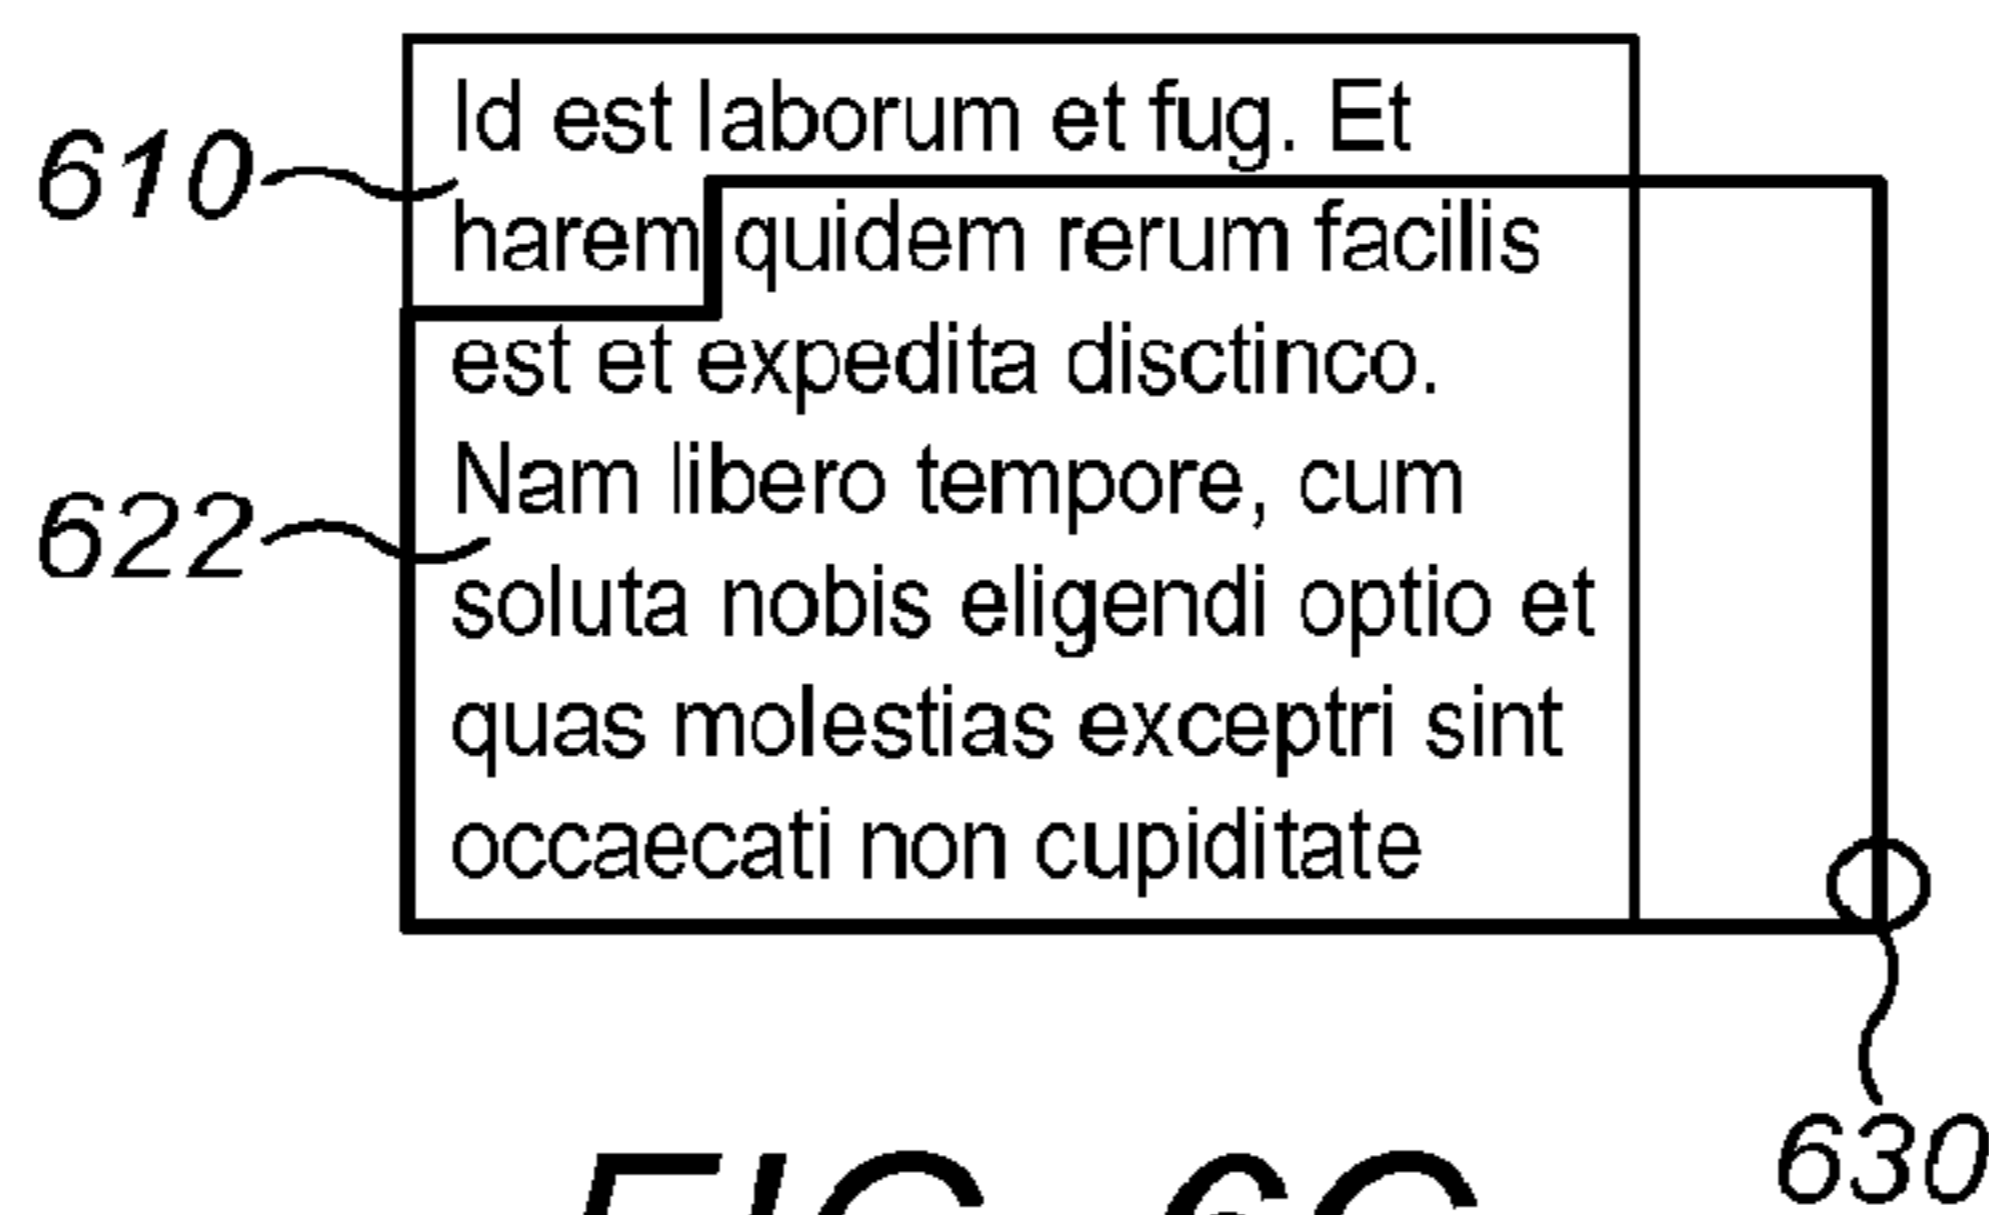 Id est laborum et fug. Et
610
harem quidem rerum facilis
est et expedita disctinco.
Nam libero tempore, cum
622
soluta nobis eligendi optio et
quas molestias exceptri sint
occaecati non cupiditate
630